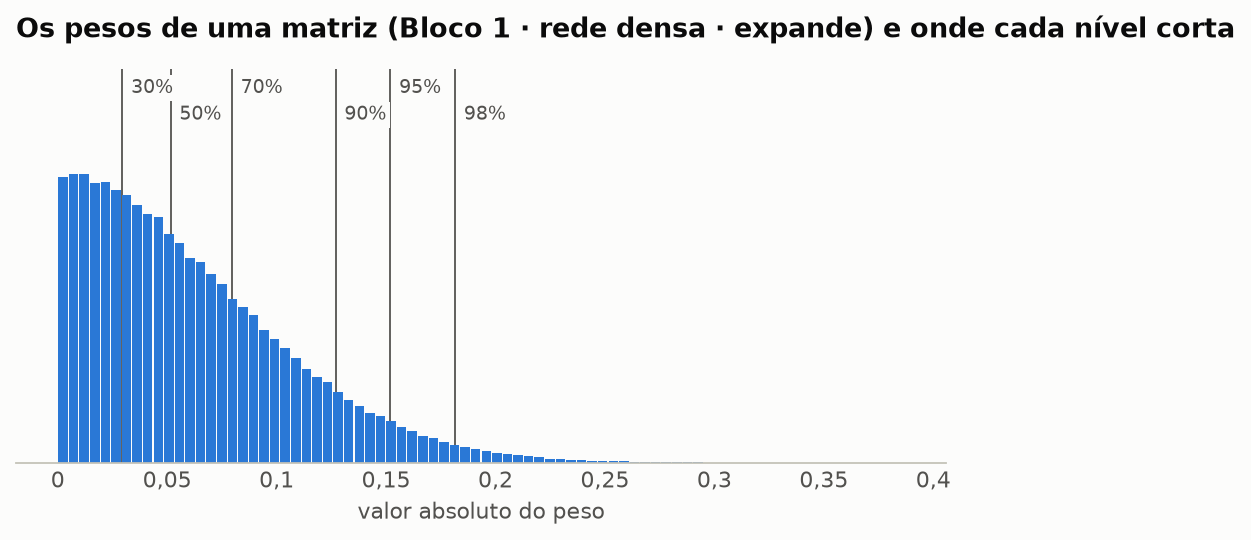 Os pesos de uma matriz (Bloco 1 · rede densa · expande) e onde cada nível corta
30% 70% 95%
50% 90% 98%
0 0,05 0,1 0,15 0,2 0,25 0,3 0,35 0,4
valor absoluto do peso